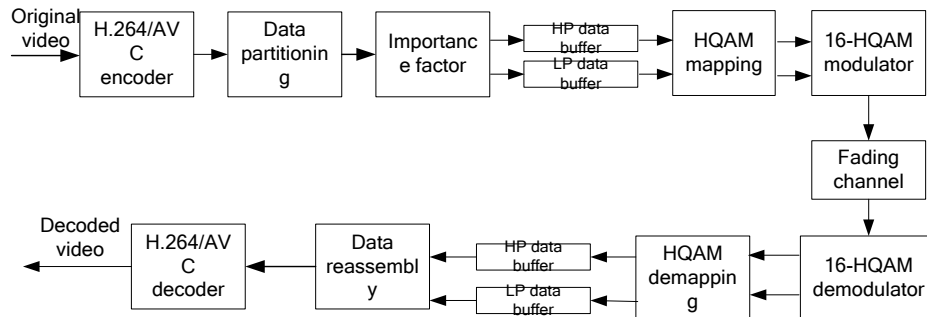 Original
video
H.264/AV
C
encoder
Data
partitionin
g
Importanc
e factor
HP data
buffer
LP data
buffer
HQAM
mapping
16-HQAM
modulator
Fading
channel
Decoded
video
H.264/AV
C
decoder
Data
reassembl
y
HP data
buffer
LP data
buffer
HQAM
demappin
g
16-HQAM
demodulator